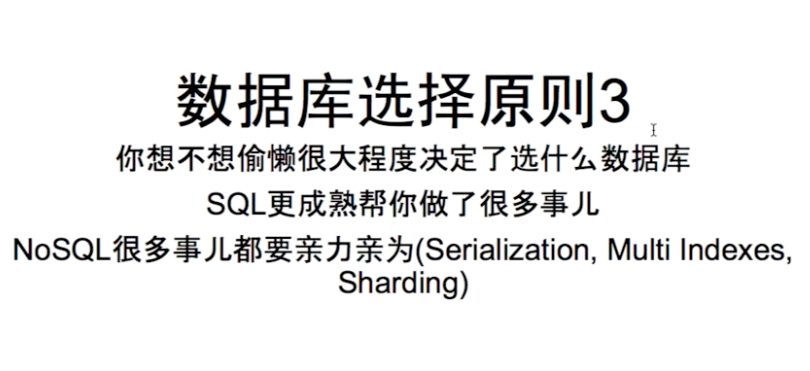 数据库选择原则3
你想不想偷懒很大程度决定了选什么数据库
SQL更成熟帮你做了很多事儿
NoSQL很多事儿都要亲力亲为(Serialization, Multi Indexes,
Sharding)